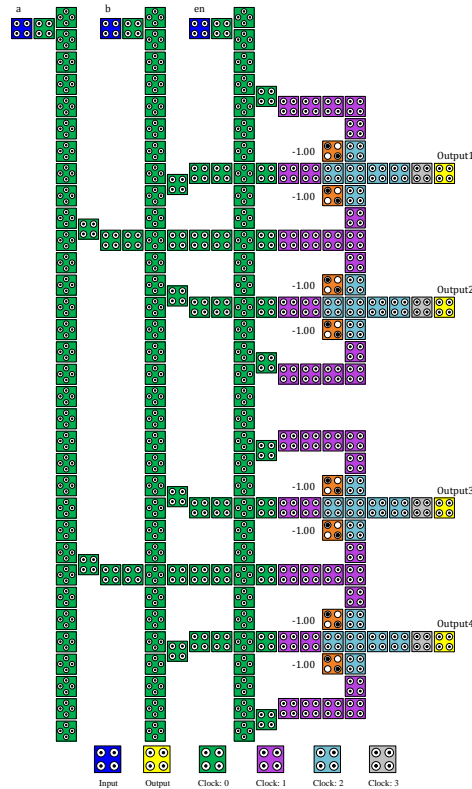 a b en
-1.00
Output1
-1.00
-1.00
Output2
-1.00
-1.00
Output3
-1.00
-1.00
Output4
-1.00
Input Output Clock: 0 Clock: 1 Clock: 2 Clock: 3